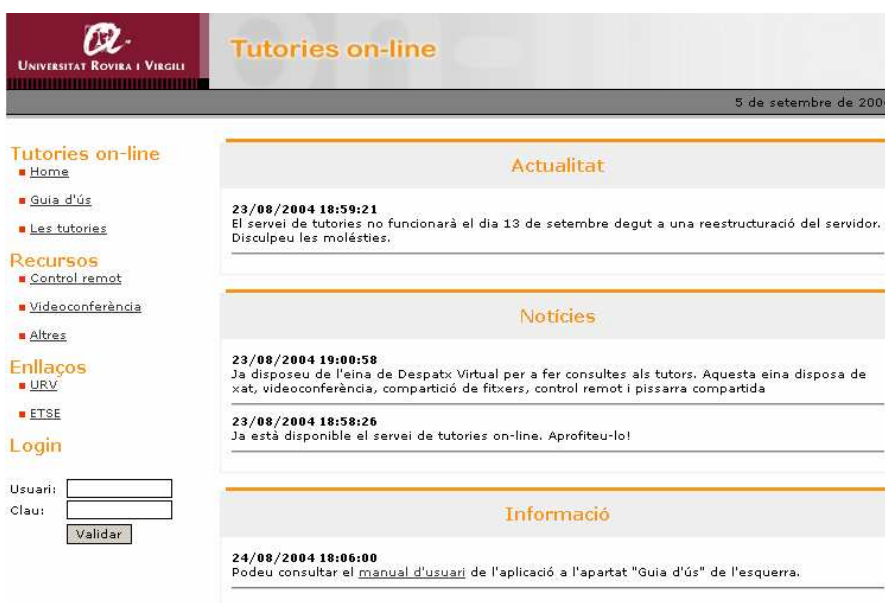 UNIVERSITAT ROVIRA I VIRGILI
Tutories on-line
5 de setembre de 200
Tutories on-line
Home
Guia d'ús
Les tutories
Recursos
Control remot
Videoconferència
Altres
Enllaços
URV
ETSE
Login
Usuari:
Clau:
Validar
Actualitat
23/08/2004 18:59:21
El servei de tutories no funcionarà el dia 13 de setembre degut a una reestructuració del servidor.
Disculpeu les molésties.
Notícies
23/08/2004 19:00:58
Ja disposeu de l'eina de Despatx Virtual per a fer consultes als tutors. Aquesta eina disposa de
xat, videoconferència, compartició de fitxers, control remot i pissarra compartida
23/08/2004 18:58:26
Ja està disponible el servei de tutories on-line. Aprofiteu-lo!
Informació
24/08/2004 18:06:00
Podeu consultar el manual d'usuari de l'aplicació a l'apartat "Guia d'ús" de l'esquerra.